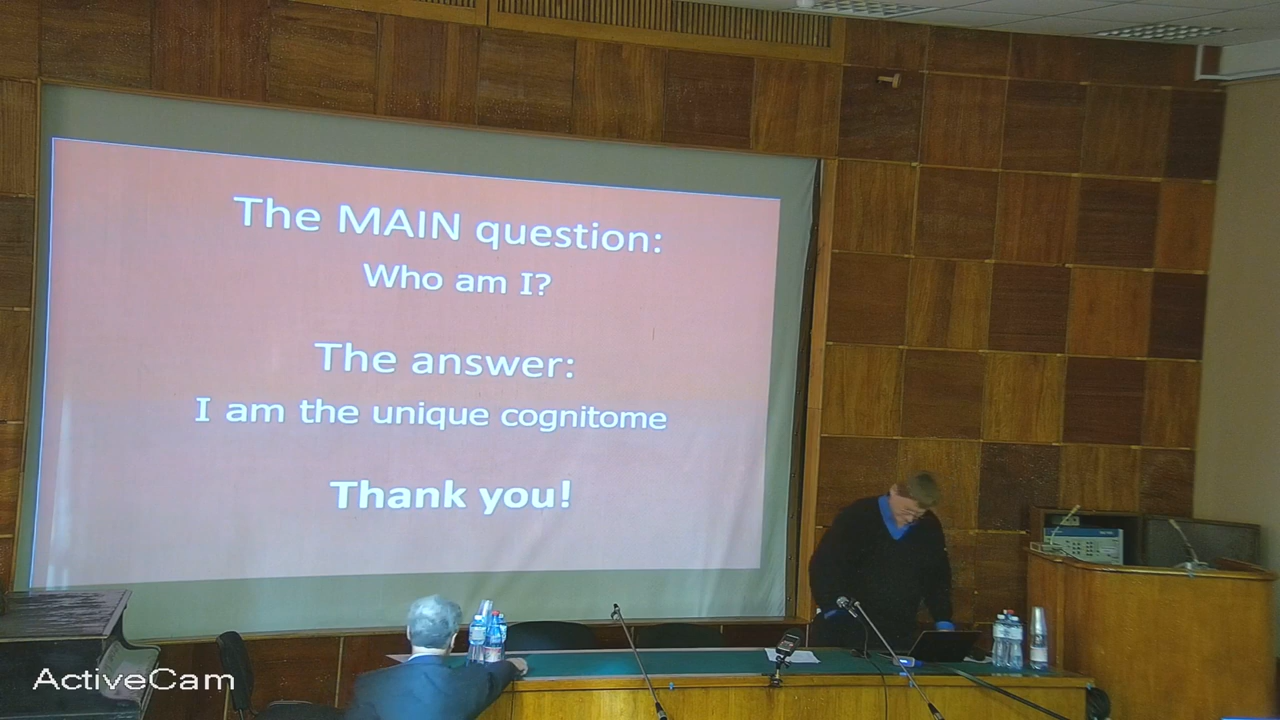 The MAIN question:
Who am I?
The answer:
I am the unique cognitome
Thank you!
ActiveCam